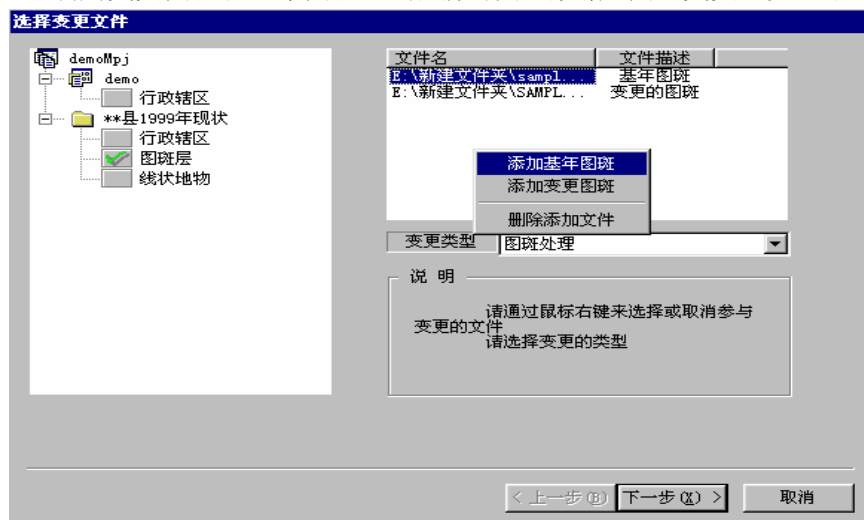 选择变更文件
demoMpj
demo
行政辖区
**县1999年现状
行政辖区
图斑层
线状地物
文件名 文件描述
E:\新建文件夹\sampl... 基年图斑
E:\新建文件夹\SAMPL... 变更的图斑
添加基年图斑
添加变更图斑
删除添加文件
变更类型 图斑处理
说 明
请通过鼠标右键来选择或取消参与
变更的文件
请选择变更的类型
< 上一步(B) 下一步(X) > 取消